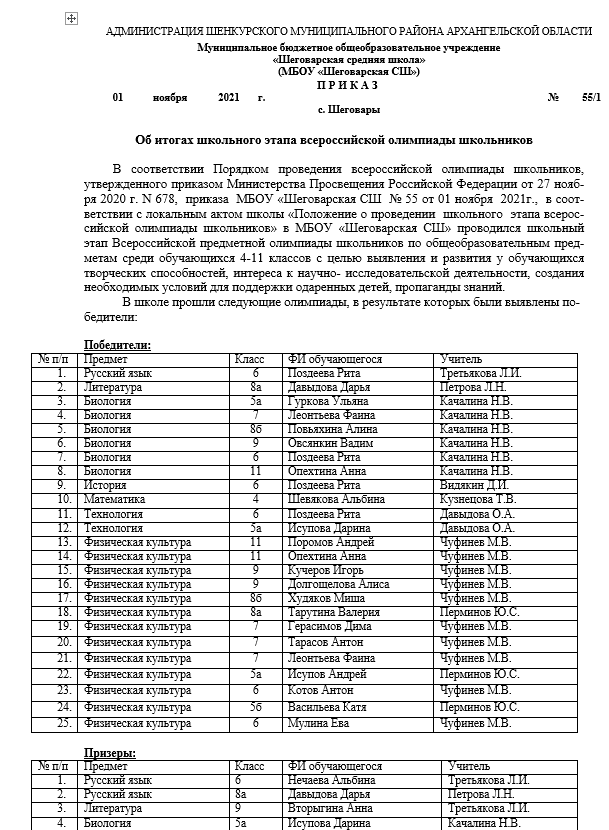 АДМИНИСТРАЦИЯ ШЕНКУРСКОГО МУНИЦИПАЛЬНОГО РАЙОНА АРХАНГЕЛЬСКОЙ ОБЛАСТИ
Муниципальное бюджетное общеобразовательное учреждение
«Шеговарская средняя школа»
(МБОУ «Шеговарская СШ»)
П Р И К А З
01 ноября 2021 г. № 55/1
с. Шеговары
Об итогах школьного этапа всероссийской олимпиады школьников
В соответствии Порядком проведения всероссийской олимпиады школьников,
утвержденного приказом Министерства Просвещения Российской Федерации от 27 нояб-
ря 2020 г. N 678, приказа МБОУ «Шеговарская СШ № 55 от 01 ноября 2021г., в соот-
ветствии с локальным актом школы «Положение о проведении школьного этапа всерос-
сийской олимпиады школьников» в МБОУ «Шеговарская СШ» проводился школьный
этап Всероссийской предметной олимпиады школьников по общеобразовательным пред-
метам среди обучающихся 4-11 классов с целью выявления и развития у обучающихся
творческих способностей, интереса к научно- исследовательской деятельности, создания
необходимых условий для поддержки одаренных детей, пропаганды знаний.
В школе прошли следующие олимпиады, в результате которых были выявлены по-
бедители:
Победители:
№ п/п Предмет Класс ФИ обучающегося Учитель
1. Русский язык 6 Поздеева Рита Третьякова Л.И.
2. Литература 8а Давыдова Дарья Петрова Л.Н.
3. Биология 5а Гуркова Ульяна Качалина Н.В.
4. Биология 7 Леонтьева Фаина Качалина Н.В.
5. Биология 8б Повьяхина Алина Качалина Н.В.
6. Биология 9 Овсянкин Вадим Качалина Н.В.
7. Биология 6 Поздеева Рита Качалина Н.В.
8. Биология 11 Опехтина Анна Качалина Н.В.
9. История 6 Поздеева Рита Видякин Д.И.
10. Математика 4 Шевякова Альбина Кузнецова Т.В.
11. Технология 6 Поздеева Рита Давыдова О.А.
12. Технология 5а Исупова Дарина Давыдова О.А.
13. Физическая культура 11 Поромов Андрей Чуфинев М.В.
14. Физическая культура 11 Опехтина Анна Чуфинев М.В.
15. Физическая культура 9 Кучеров Игорь Чуфинев М.В.
16. Физическая культура 9 Долгощелова Алиса Чуфинев М.В.
17. Физическая культура 8б Худяков Миша Чуфинев М.В.
18. Физическая культура 8а Тарутина Валерия Перминов Ю.С.
19. Физическая культура 7 Герасимов Дима Чуфинев М.В.
20. Физическая культура 7 Тарасов Антон Чуфинев М.В.
21. Физическая культура 7 Леонтьева Фаина Чуфинев М.В.
22. Физическая культура 5а Исупов Андрей Перминов Ю.С.
23. Физическая культура 6 Котов Антон Чуфинев М.В.
24. Физическая культура 5б Васильева Катя Перминов Ю.С.
25. Физическая культура 6 Мулина Ева Чуфинев М.В.
Призеры:
№ п/п Предмет Класс ФИ обучающегося Учитель
1. Русский язык 6 Нечаева Альбина Третьякова Л.И.
2. Русский язык 8а Давыдова Дарья Петрова Л.Н.
3. Литература 9 Вторыгина Анна Третьякова Л.И.
4. Биология 5а Исупова Дарина Качалина Н.В.